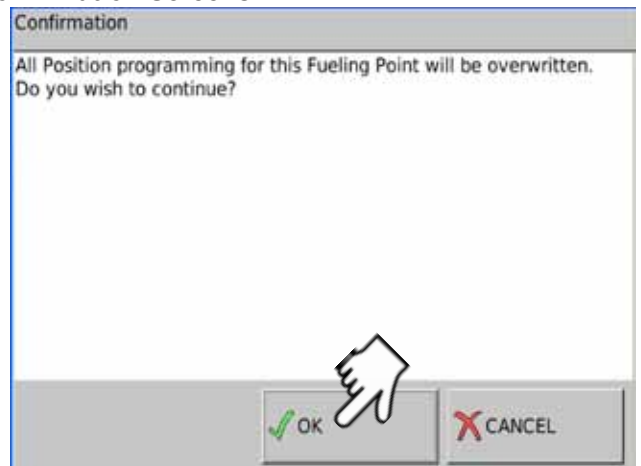 Confirmation
All Position programming for this Fueling Point will be overwritten.
Do you wish to continue?
OK
CANCEL